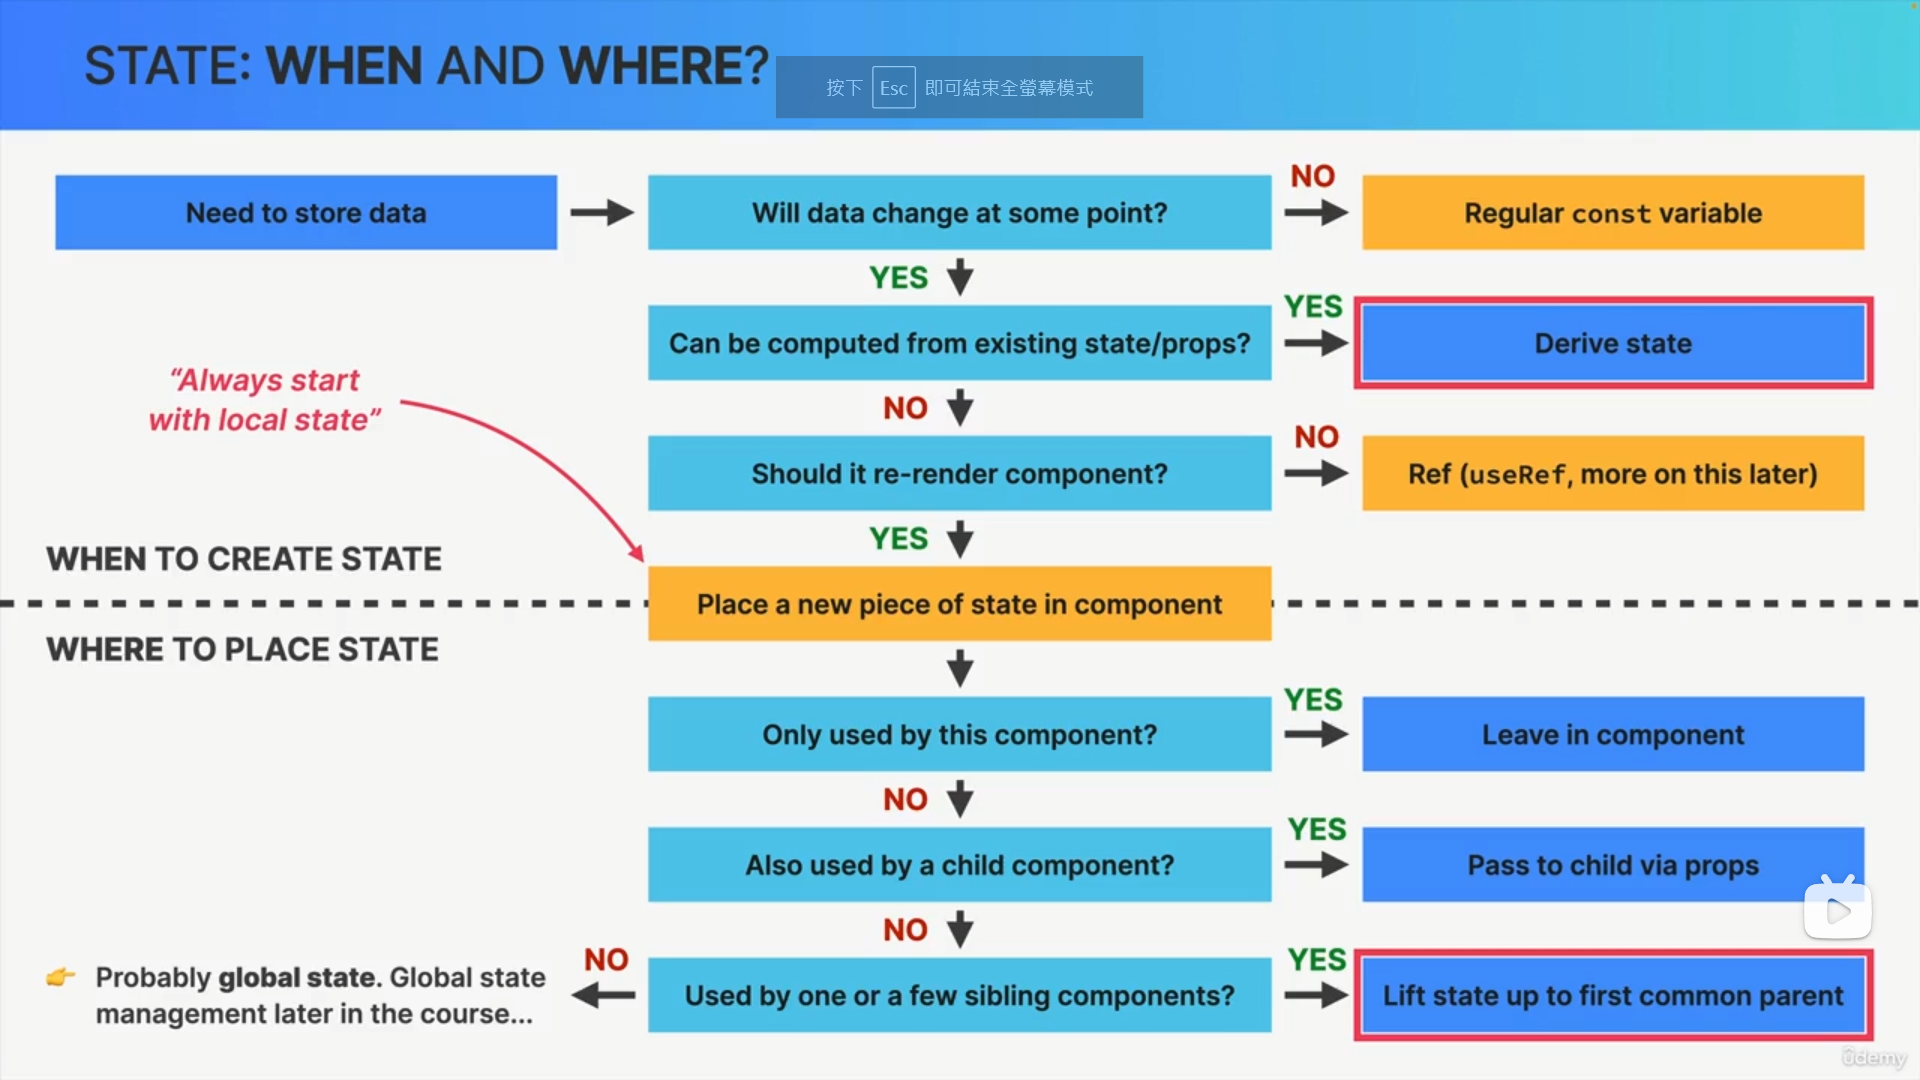 STATE: WHEN AND WHERE?
按下 Esc 即可結束全螢幕模式
Need to store data
Will data change at some point?
NO
Regular const variable
YES
Can be computed from existing state/props?
YES
Derive state
“Always start
with local state”
NO
Should it re-render component?
NO
Ref (useRef, more on this later)
YES
WHEN TO CREATE STATE
Place a new piece of state in component
WHERE TO PLACE STATE
Only used by this component?
YES
Leave in component
NO
Also used by a child component?
YES
Pass to child via props
NO
Used by one or a few sibling components?
YES
Lift state up to first common parent
NO
👉 Probably global state. Global state
management later in the course...
ûdemy